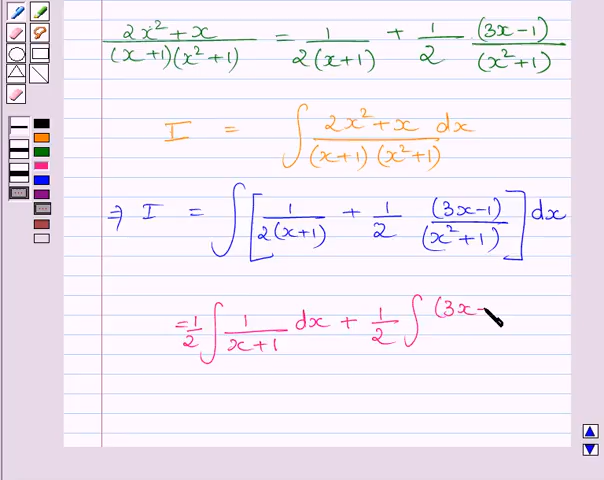 (2x² + x)/((x+1)(x²+1)) = 1/(2(x+1)) + 1/2 (3x-1)/(x²+1)
I = ∫ (2x²+x)/((x+1)(x²+1)) dx
⇒ I = ∫ [1/(2(x+1)) + 1/2 (3x-1)/(x²+1)] dx
= 1/2 ∫ 1/(x+1) dx + 1/2 ∫ (3x-